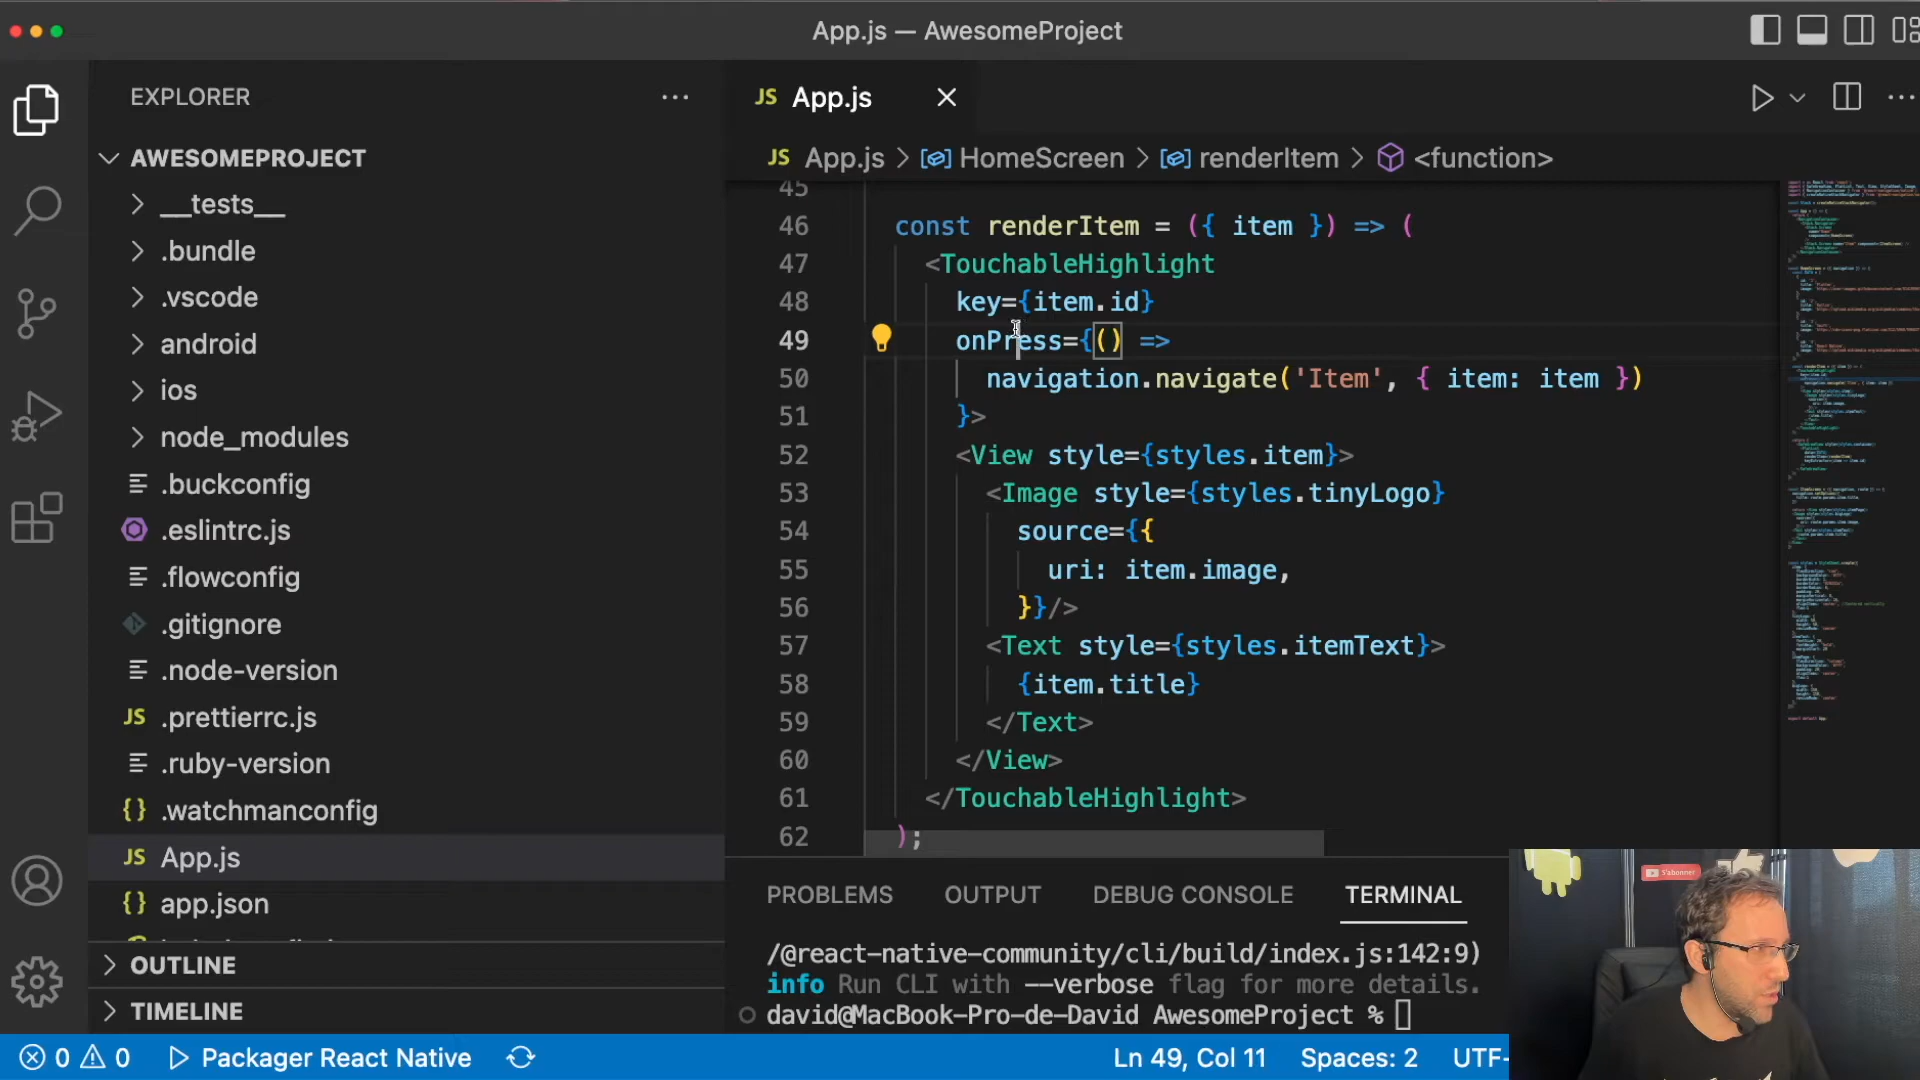 App.js — AwesomeProject
EXPLORER
App.js
AWESOMEPROJECT
App.js > HomeScreen > renderItem > <function>
__tests__
.bundle
.vscode
android
ios
node_modules
.buckconfig
.eslintrc.js
.flowconfig
.gitignore
.node-version
.prettierrc.js
.ruby-version
.watchmanconfig
App.js
app.json
OUTLINE
TIMELINE
45
46 const renderItem = ({ item }) => (
47 <TouchableHighlight
48 key={item.id}
49 onPress={() =>
50 navigation.navigate('Item', { item: item })
51 }>
52 <View style={styles.item}>
53 <Image style={styles.tinyLogo}
54 source={{
55 uri: item.image,
56 }}/>
57 <Text style={styles.itemText}>
58 {item.title}
59 </Text>
60 </View>
61 </TouchableHighlight>
62 );
PROBLEMS OUTPUT DEBUG CONSOLE TERMINAL
/@react-native-community/cli/build/index.js:142:9)
info Run CLI with --verbose flag for more details.
david@MacBook-Pro-de-David AwesomeProject %
S'abonner
0 0 Packager React Native Ln 49, Col 11 Spaces: 2 UTF-